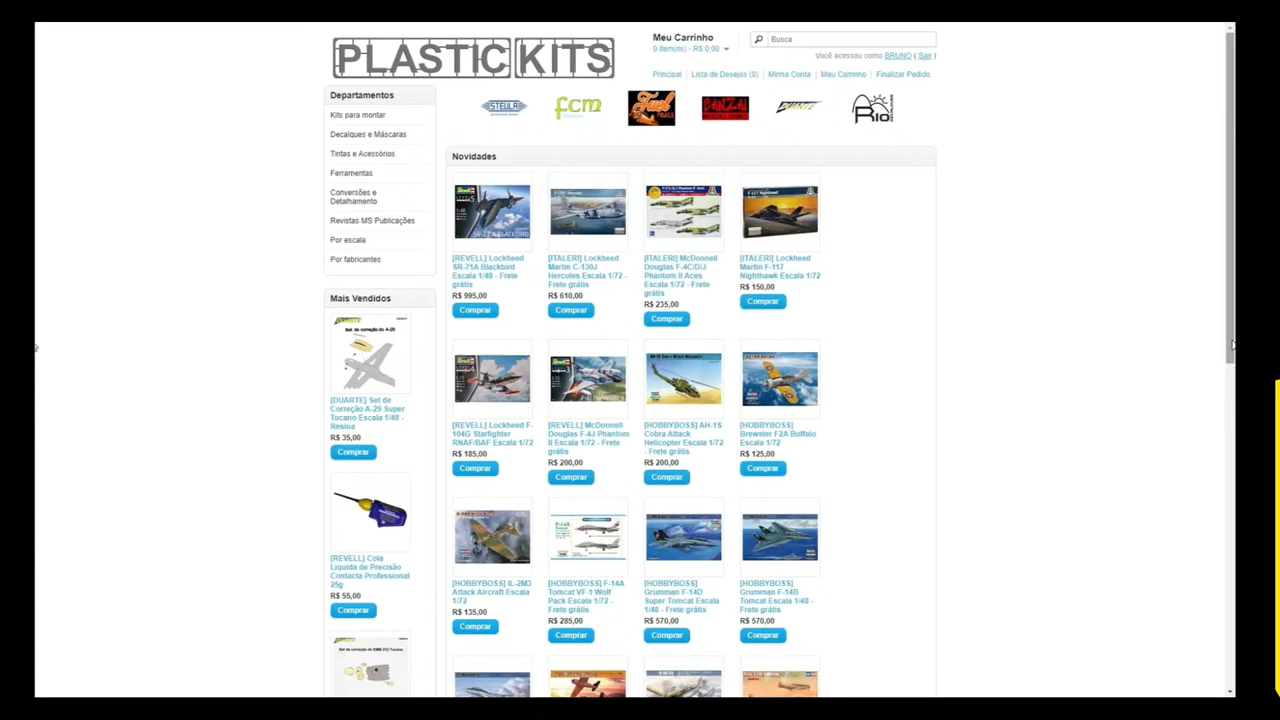 PLASTIC KITS
Meu Carrinho
0 item(ns) - R$ 0,00
Busca
Você acessou como BRUNO ( Sair )
Principal
Lista de Desejos (0)
Minha Conta
Meu Carrinho
Finalizar Pedido
Departamentos
Kits para montar
Decalques e Máscaras
Tintas e Acessórios
Ferramentas
Conversões e
Detalhamento
Revistas MS Publicações
Por escala
Por fabricantes
STEULA
fcm
Fuel
BANZAI
DUARTE
RIO
Novidades
[REVELL] Lockheed
SR-71A Blackbird
Escala 1/48 - Frete
grátis
R$ 995,00
Comprar
[ITALERI] Lockheed
Martin C-130J
Hercules Escala 1/72 -
Frete grátis
R$ 610,00
Comprar
[ITALERI] McDonnell
Douglas F-4C/D/J
Phantom II Aces
Escala 1/72 - Frete
grátis
R$ 235,00
Comprar
[ITALERI] Lockheed
Martin F-117
Nighthawk Escala 1/72
R$ 150,00
Comprar
Mais Vendidos
Set de correção do A-29
[DUARTE] Set de
Correção A-29 Super
Tucano Escala 1/48 -
Resina
R$ 35,00
Comprar
[REVELL] Cola
Líquida de Precisão
Contacta Professional
25g
R$ 55,00
Comprar
[REVELL] Lockheed F-
104G Starfighter
RNAF/BAF Escala 1/72
R$ 185,00
Comprar
[REVELL] McDonnell
Douglas F-4J Phantom
II Escala 1/72 - Frete
grátis
R$ 200,00
Comprar
[HOBBYBOSS] AH-1S
Cobra Attack
Helicopter Escala 1/72
- Frete grátis
R$ 200,00
Comprar
[HOBBYBOSS]
Brewster F2A Buffalo
Escala 1/72
R$ 125,00
Comprar
[HOBBYBOSS] IL-2M3
Attack Aircraft Escala
1/72
R$ 135,00
Comprar
[HOBBYBOSS] F-14A
Tomcat VF-1 Wolf
Pack Escala 1/72 -
Frete grátis
R$ 285,00
Comprar
[HOBBYBOSS]
Grumman F-14D
Super Tomcat Escala
1/48 - Frete grátis
R$ 570,00
Comprar
[HOBBYBOSS]
Grumman F-14B
Tomcat Escala 1/48 -
Frete grátis
R$ 570,00
Comprar